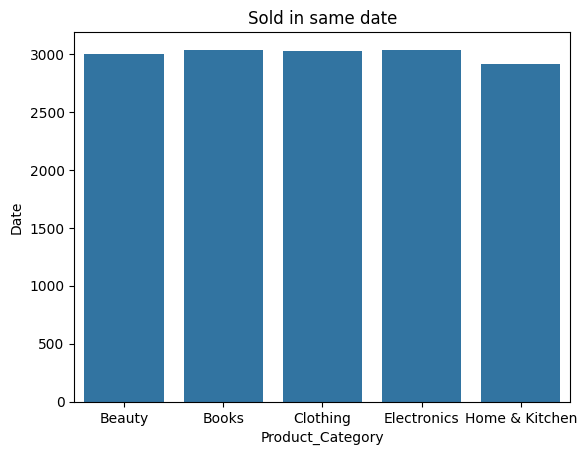 Sold in same date
3000
2500
2000
1500
1000
500
0
Date
Beauty Books Clothing Electronics Home & Kitchen
Product_Category